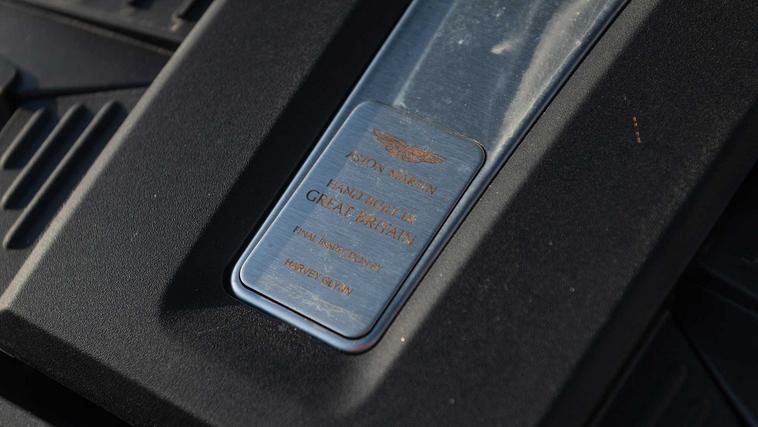 ASTON MARTIN
HAND BUILT IN
GREAT BRITAIN
FINAL INSPECTION BY
HARVEY GLYNN